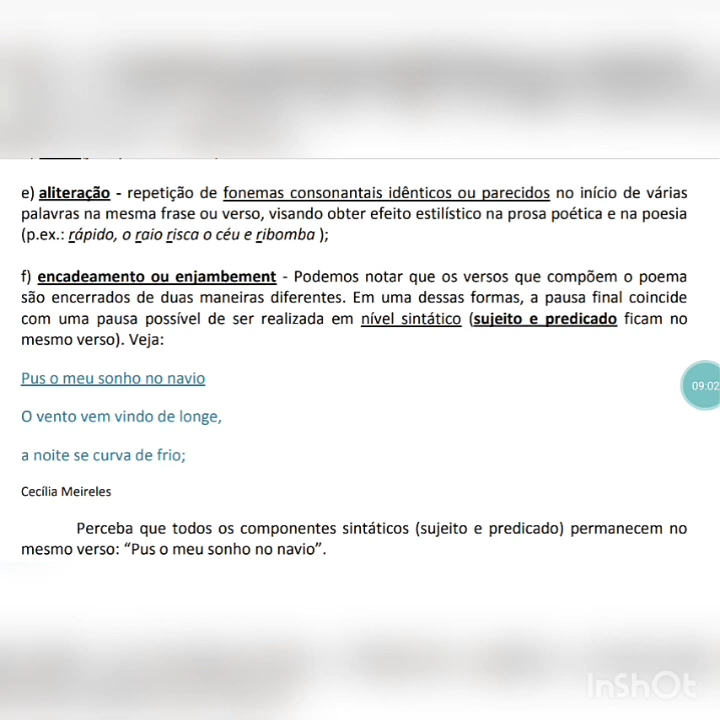 e) aliteração - repetição de fonemas consonantais idênticos ou parecidos no início de várias
palavras na mesma frase ou verso, visando obter efeito estilístico na prosa poética e na poesia
(p.ex.: rápido, o raio risca o céu e ribomba );
f) encadeamento ou enjambement - Podemos notar que os versos que compõem o poema
são encerrados de duas maneiras diferentes. Em uma dessas formas, a pausa final coincide
com uma pausa possível de ser realizada em nível sintático (sujeito e predicado ficam no
mesmo verso). Veja:
Pus o meu sonho no navio
09:02
O vento vem vindo de longe,
a noite se curva de frio;
Cecília Meireles
Perceba que todos os componentes sintáticos (sujeito e predicado) permanecem no
mesmo verso: “Pus o meu sonho no navio”.
InShOt